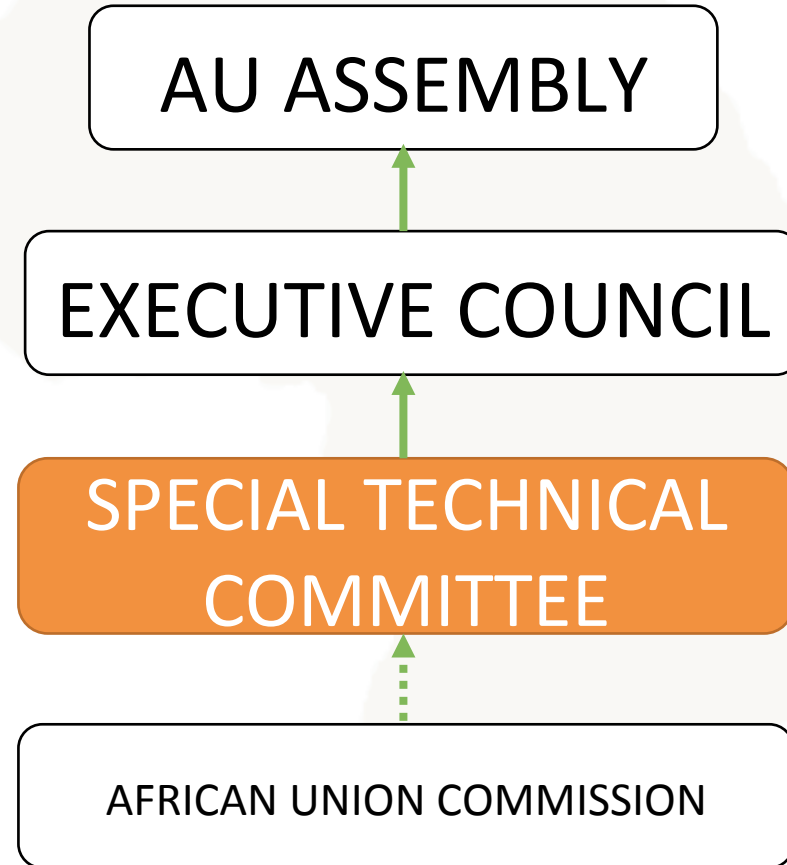 AU ASSEMBLY
EXECUTIVE COUNCIL
SPECIAL TECHNICAL
COMMITTEE
AFRICAN UNION COMMISSION